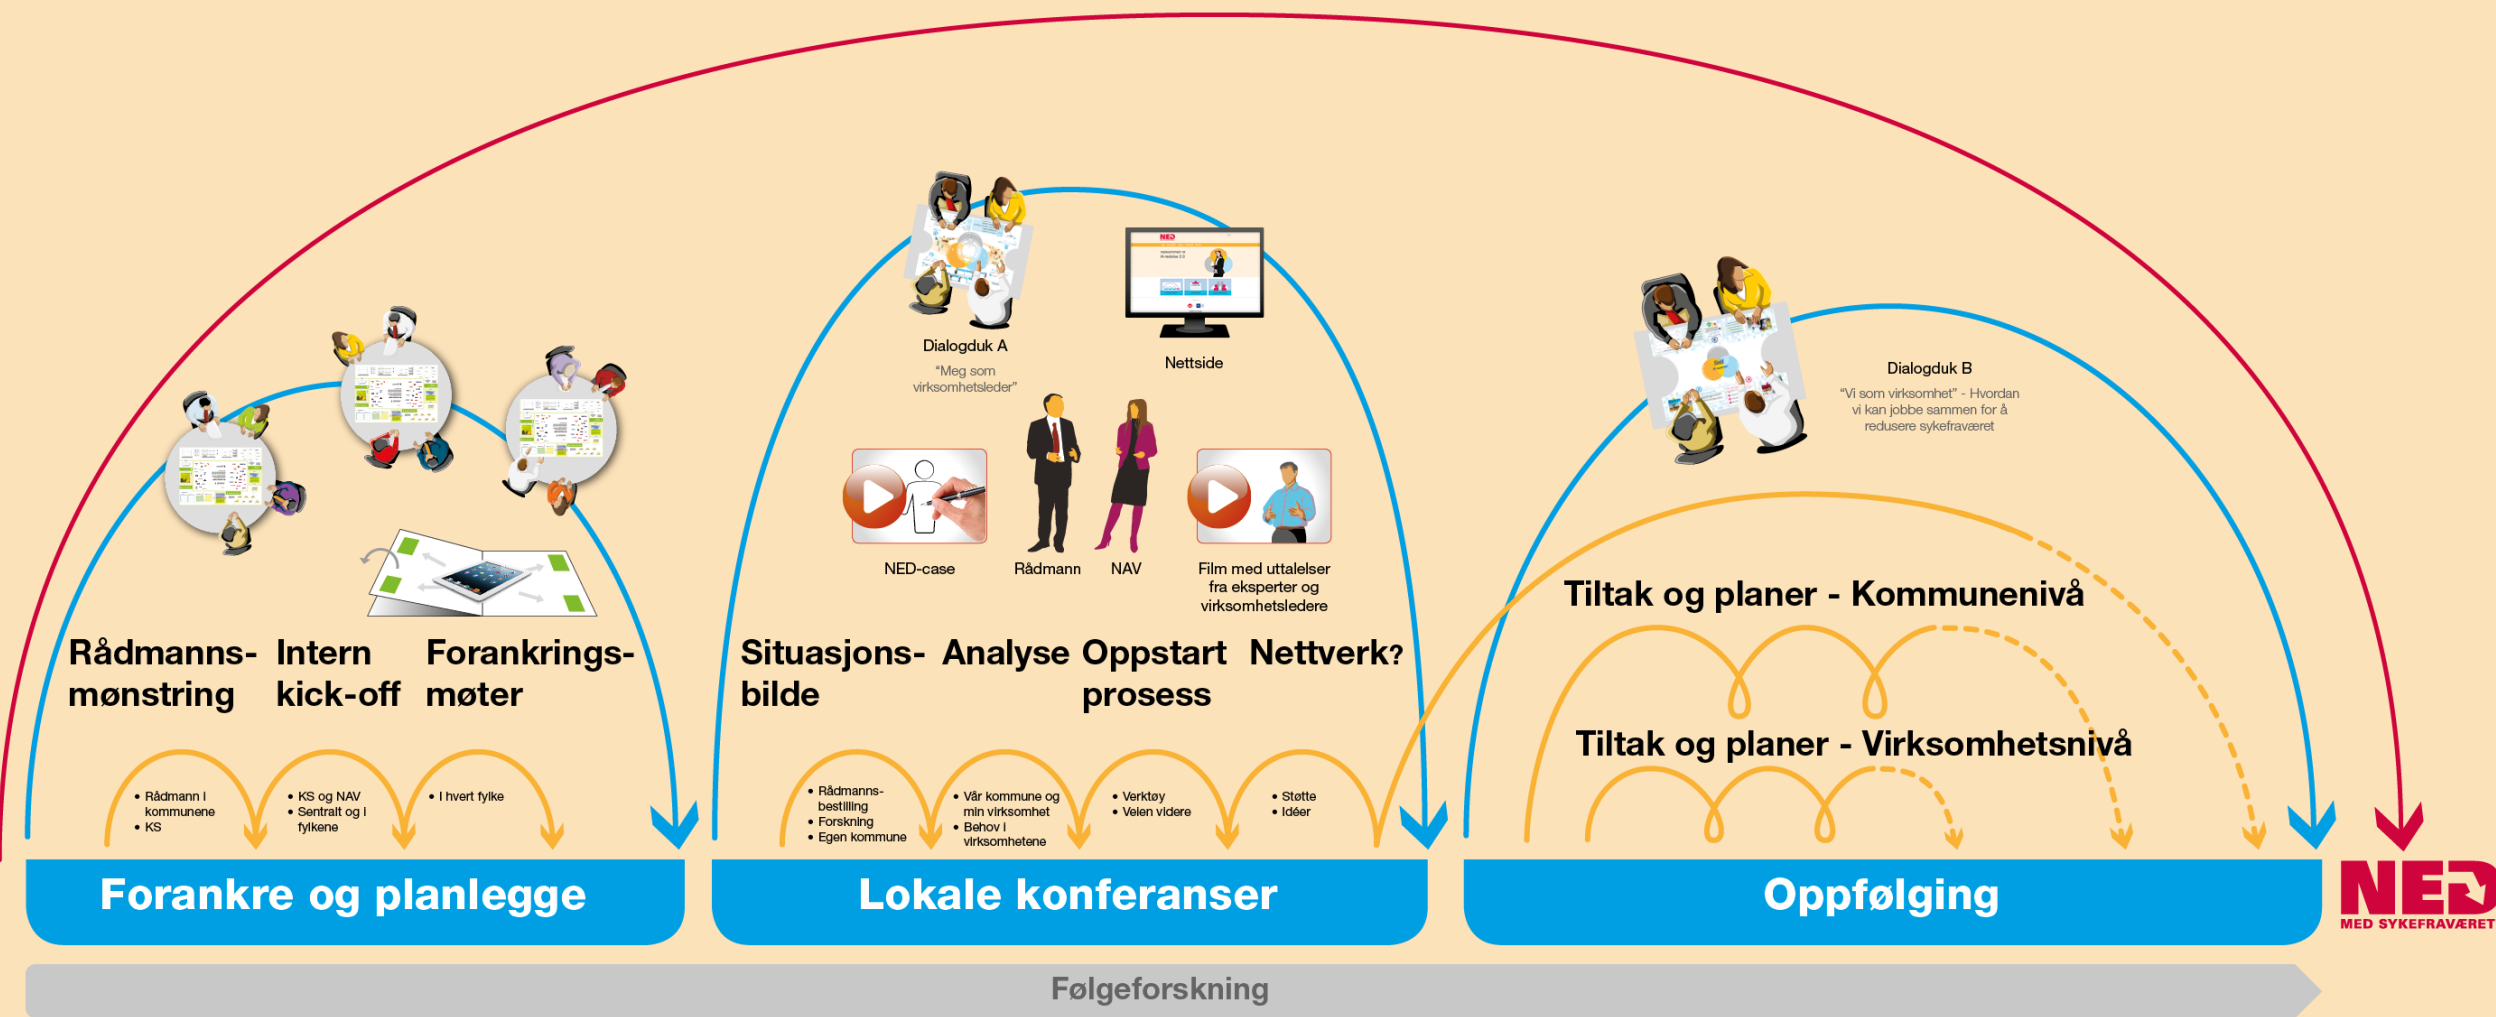 Dialogduk A
“Meg som
virksomhetsleder”
NED
Nettside
NED-case
Rådmann
NAV
Film med uttalelser
fra eksperter og
virksomhetsledere
Dialogduk B
“Vi som virksomhet” - Hvordan
vi kan jobbe sammen for å
redusere sykefraværet
Rådmanns-
mønstring
Intern
kick-off
Forankrings-
møter
• Rådmann i
kommunene
• KS
• KS og NAV
• Sentralt og i
fylkene
• I hvert fylke
Situasjons-
bilde
Analyse
Oppstart
prosess
Nettverk?
• Rådmanns-
bestilling
• Forskning
• Egen kommune
• Vår kommune og
min virksomhet
• Behov i
virksomhetene
• Verktøy
• Veien videre
• Støtte
• Idéer
Tiltak og planer - Kommunenivå
Tiltak og planer - Virksomhetsnivå
Forankre og planlegge
Lokale konferanser
Oppfølging
NED
MED SYKEFRAVÆRET
Følgeforskning